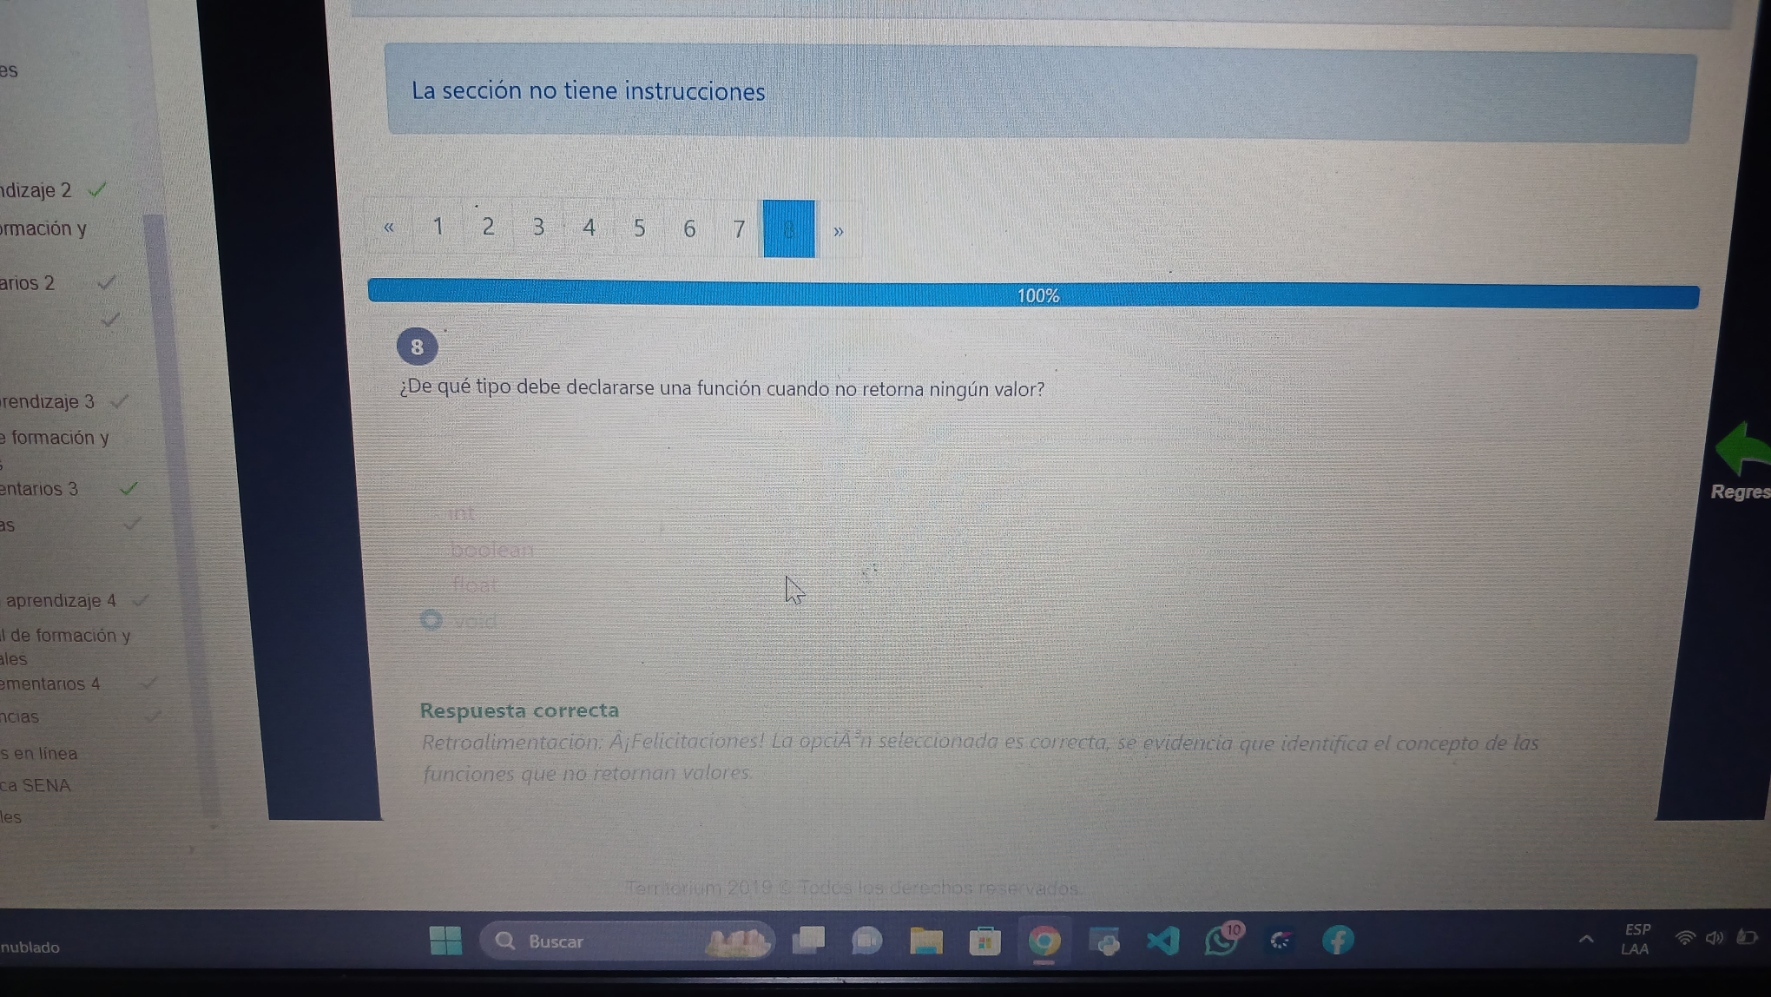 es
La sección no tiene instrucciones
ndizaje 2
ormación y
arios 2
rendizaje 3
e formación y
s
entarios 3
as
aprendizaje 4
l de formación y
ales
ementarios 4
ncias
s en línea
ca SENA
les
« 1 2 3 4 5 6 7 8 »
100%
8
¿De qué tipo debe declararse una función cuando no retorna ningún valor?
int
boolean
float
void
Respuesta correcta
Retroalimentación: Â¡Felicitaciones! La opciÃ³n seleccionada es correcta, se evidencia que identifica el concepto de las
funciones que no retornan valores.
Regres
Territorium 2019 © Todos los derechos reservados
nublado
Buscar
10
ESP
LAA